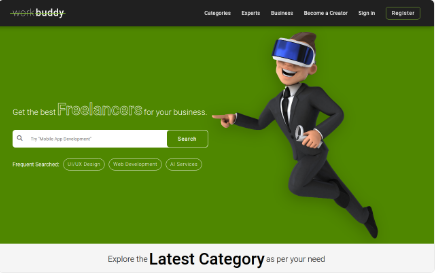 work buddy
Categories Experts Business Become a Creator Sign in Register
Get the best Freelancers for your business.
Try "Mobile App Development" Search
Frequent Searched: UI/UX Design Web Development AI Services
Explore the Latest Category as per your need